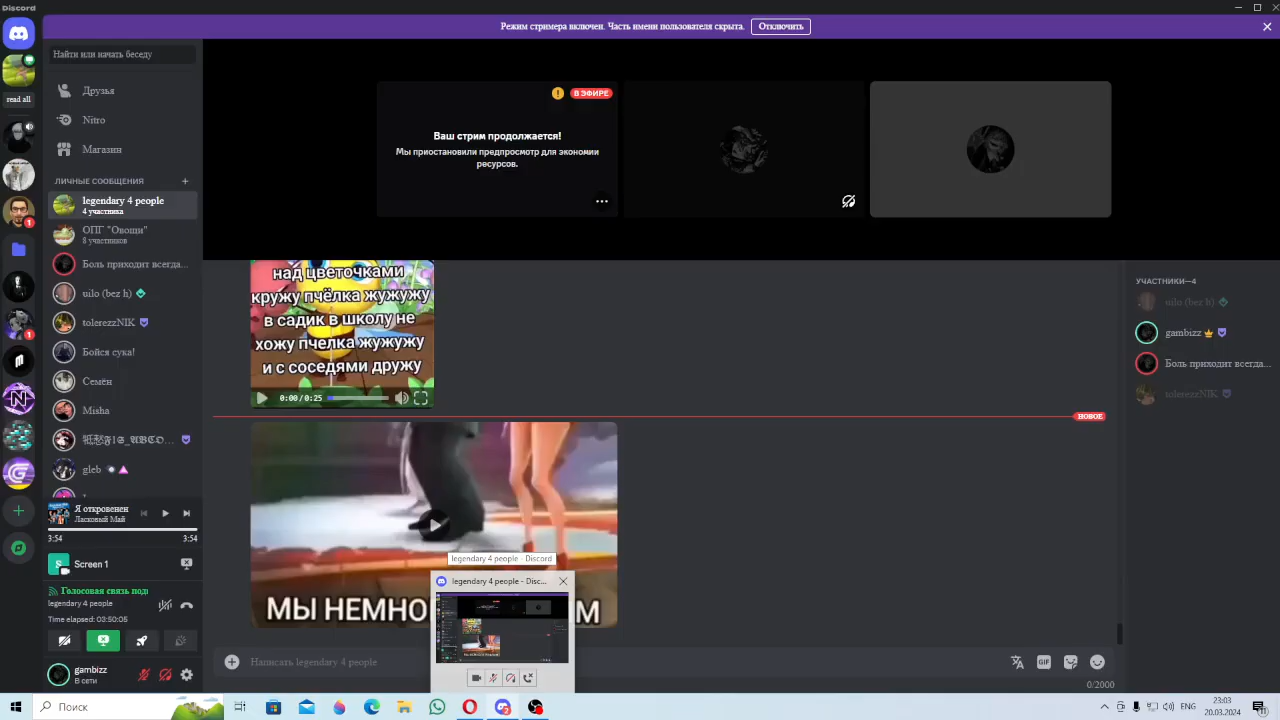 Discord
Режим стримера включен. Часть имени пользователя скрыта.
Отключить
Найти или начать беседу
read all
Друзья
Nitro
Магазин
ЛИЧНЫЕ СООБЩЕНИЯ
legendary 4 people
4 участника
ОПГ "Овощи"
8 участников
Боль приходит всегда...
uilo (bez h)
tolerezzNIK
Бойся сука!
Семён
Misha
gleb
Я откровенен
Ласковый Май
3:54
3:54
Screen 1
Голосовая связь подк
legendary 4 people
Time elapsed: 03:50:05
gambizz
В сети
В ЭФИРЕ
Ваш стрим продолжается!
Мы приостановили предпросмотр для экономии
ресурсов.
над цветочками
кружу пчёлка жужужу
в садик в школу не
хожу пчелка жужужу
и с соседями дружу
0:00/0:25
НОВОЕ
МЫ НЕМНО
М
legendary 4 people - Discord
legendary 4 people - Disc...
Написать legendary 4 people
GIF
0/2000
УЧАСТНИКИ—4
uilo (bez h)
gambizz
Боль приходит всегда...
tolerezzNIK
1
1
Поиск
2
ENG
23:03
20.03.2024